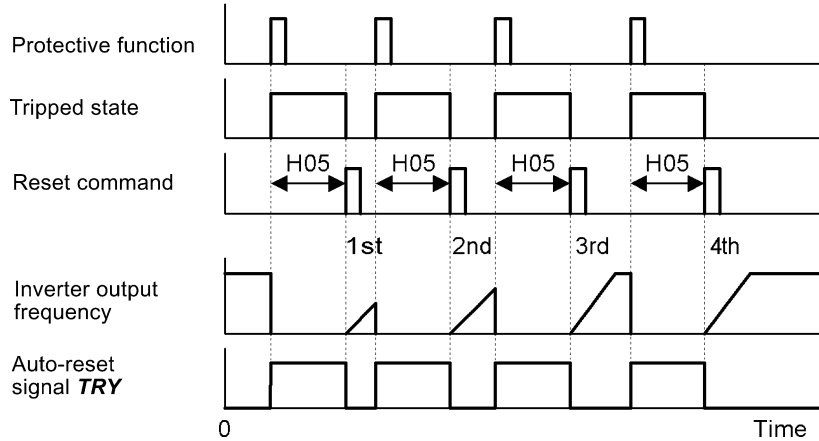 Protective function
Tripped state
H05 H05 H05 H05
Reset command
1st 2nd 3rd 4th
Inverter output
frequency
Auto-reset
signal TRY
0 Time